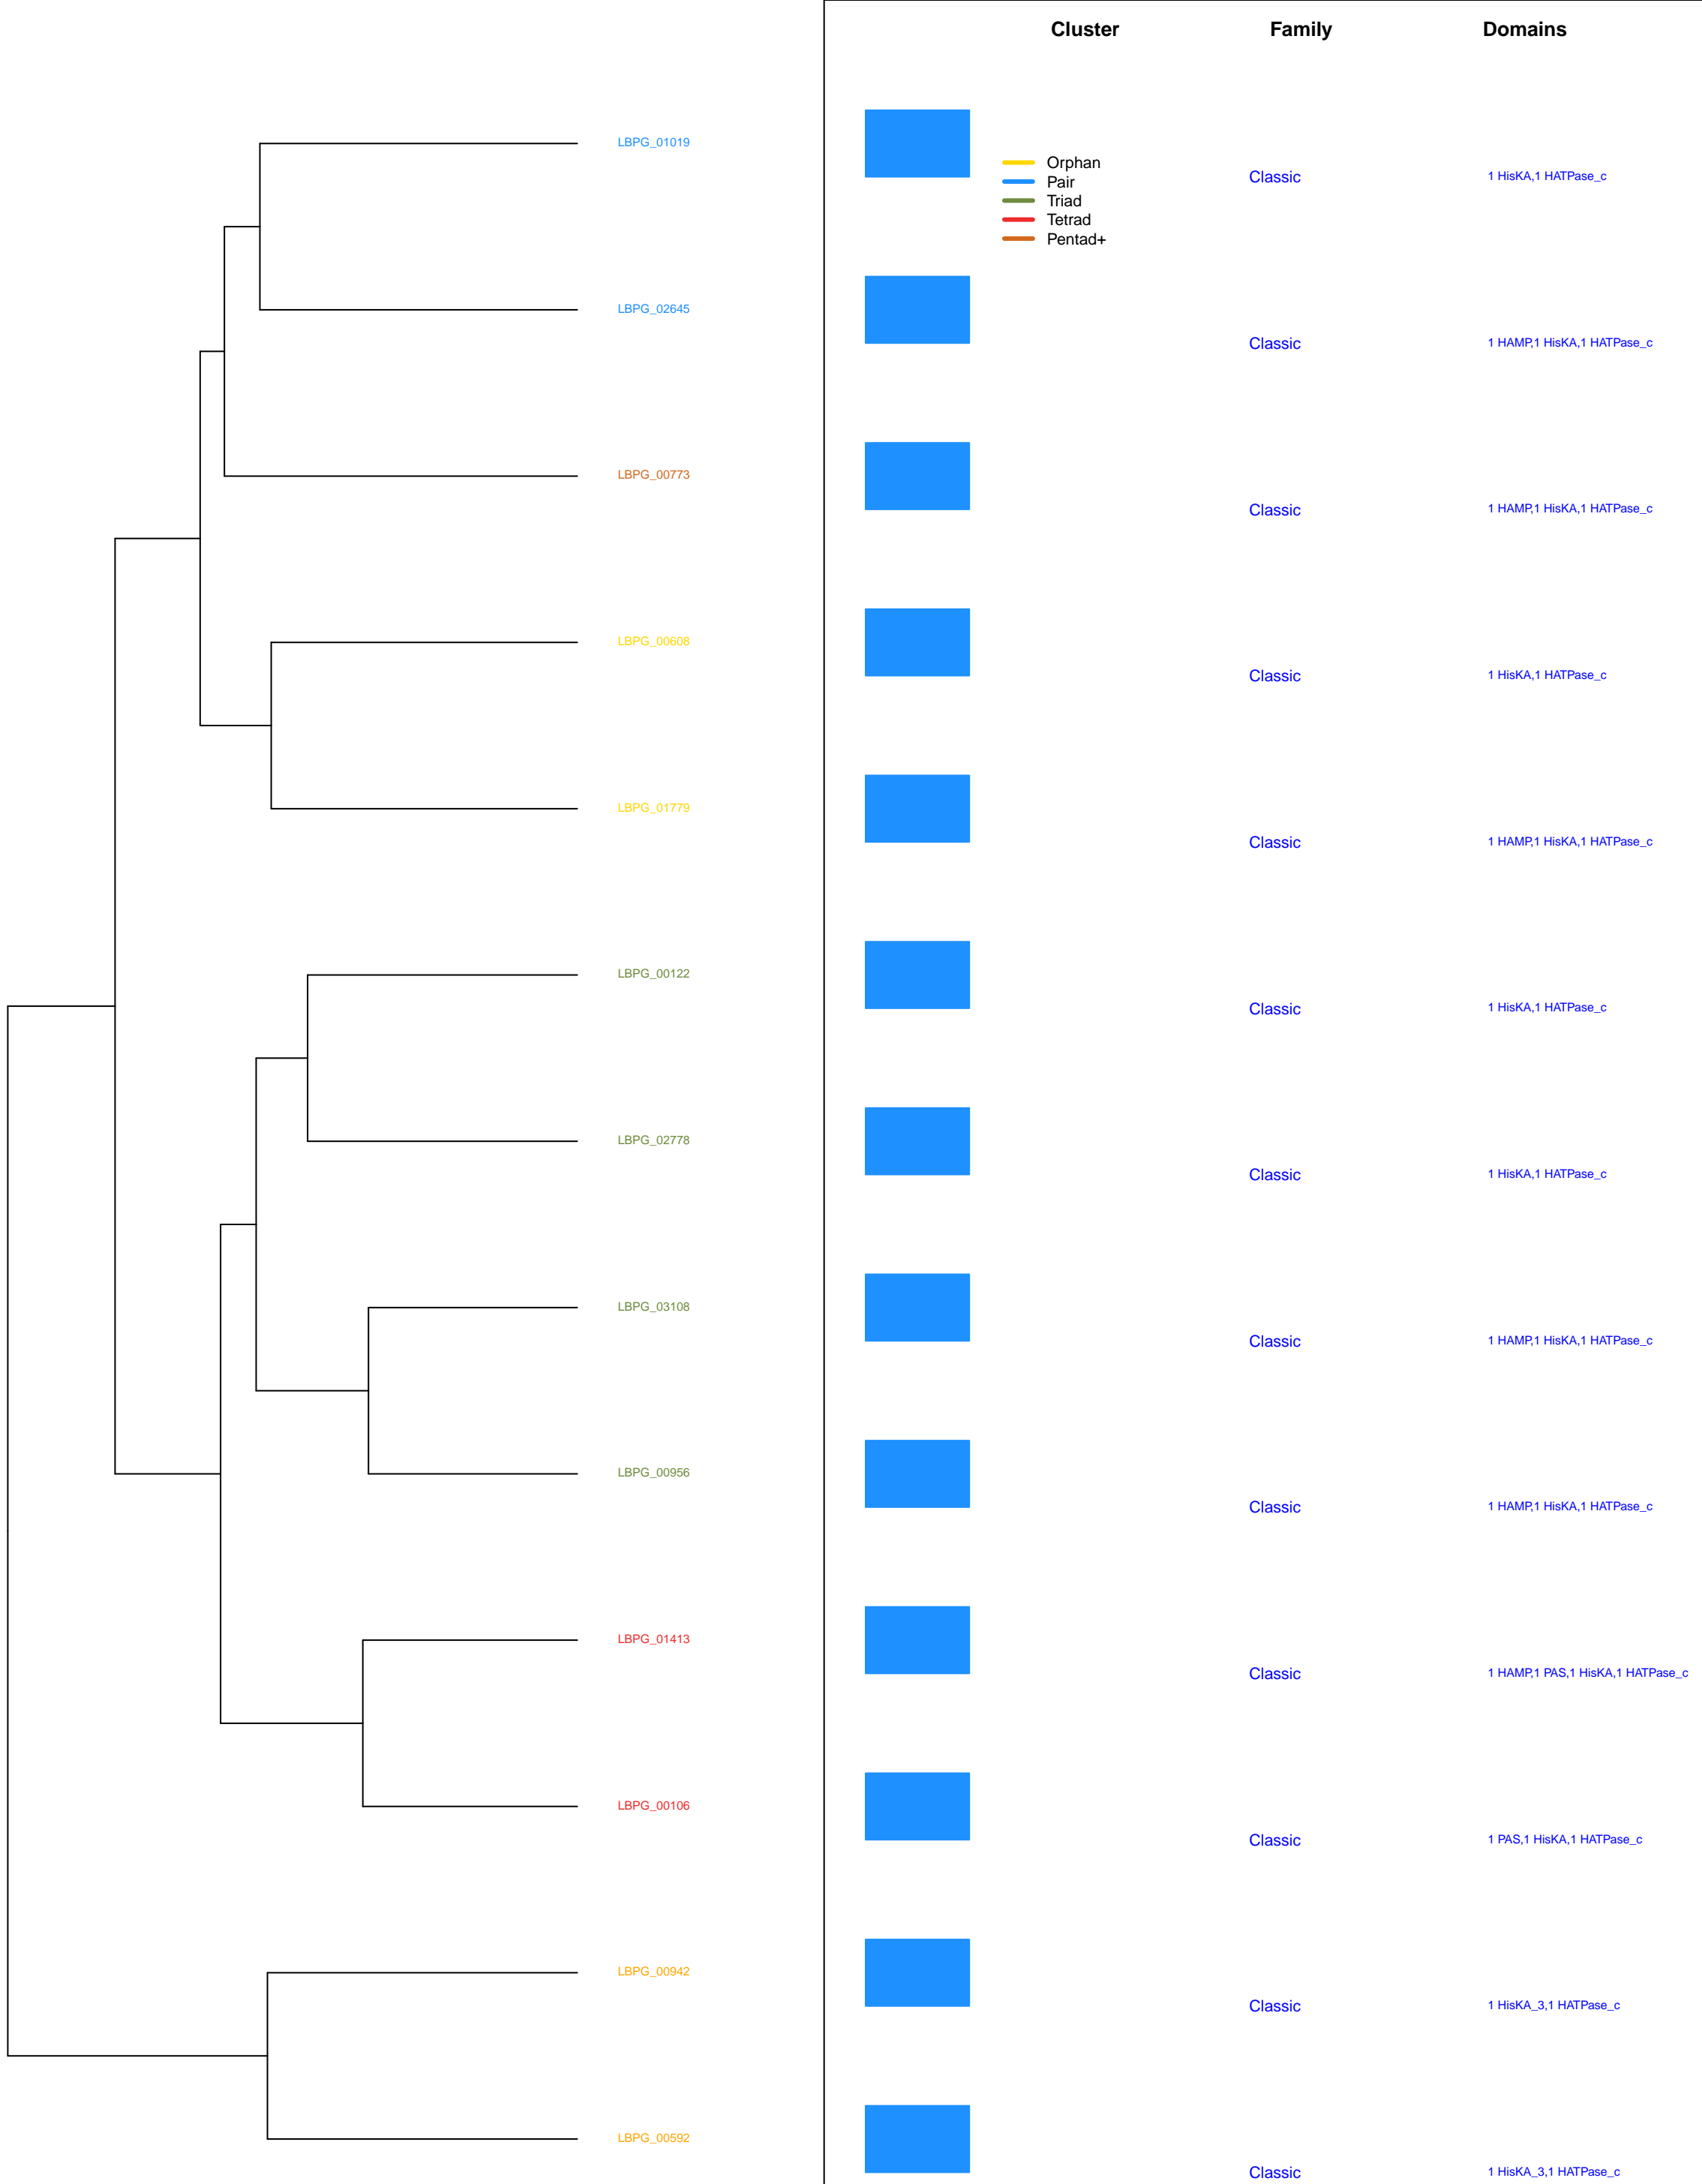 Cluster Family Domains
LBPG_01019
Orphan
Pair
Triad
Tetrad
Pentad+
Classic 1 HisKA,1 HATPase_c
LBPG_02645
Classic 1 HAMP,1 HisKA,1 HATPase_c
LBPG_00773
Classic 1 HAMP,1 HisKA,1 HATPase_c
LBPG_00608
Classic 1 HisKA,1 HATPase_c
LBPG_01779
Classic 1 HAMP,1 HisKA,1 HATPase_c
LBPG_00122
Classic 1 HisKA,1 HATPase_c
LBPG_02778
Classic 1 HisKA,1 HATPase_c
LBPG_03108
Classic 1 HAMP,1 HisKA,1 HATPase_c
LBPG_00956
Classic 1 HAMP,1 HisKA,1 HATPase_c
LBPG_01413
Classic 1 HAMP,1 PAS,1 HisKA,1 HATPase_c
LBPG_00106
Classic 1 PAS,1 HisKA,1 HATPase_c
LBPG_00942
Classic 1 HisKA_3,1 HATPase_c
LBPG_00592
Classic 1 HisKA_3,1 HATPase_c